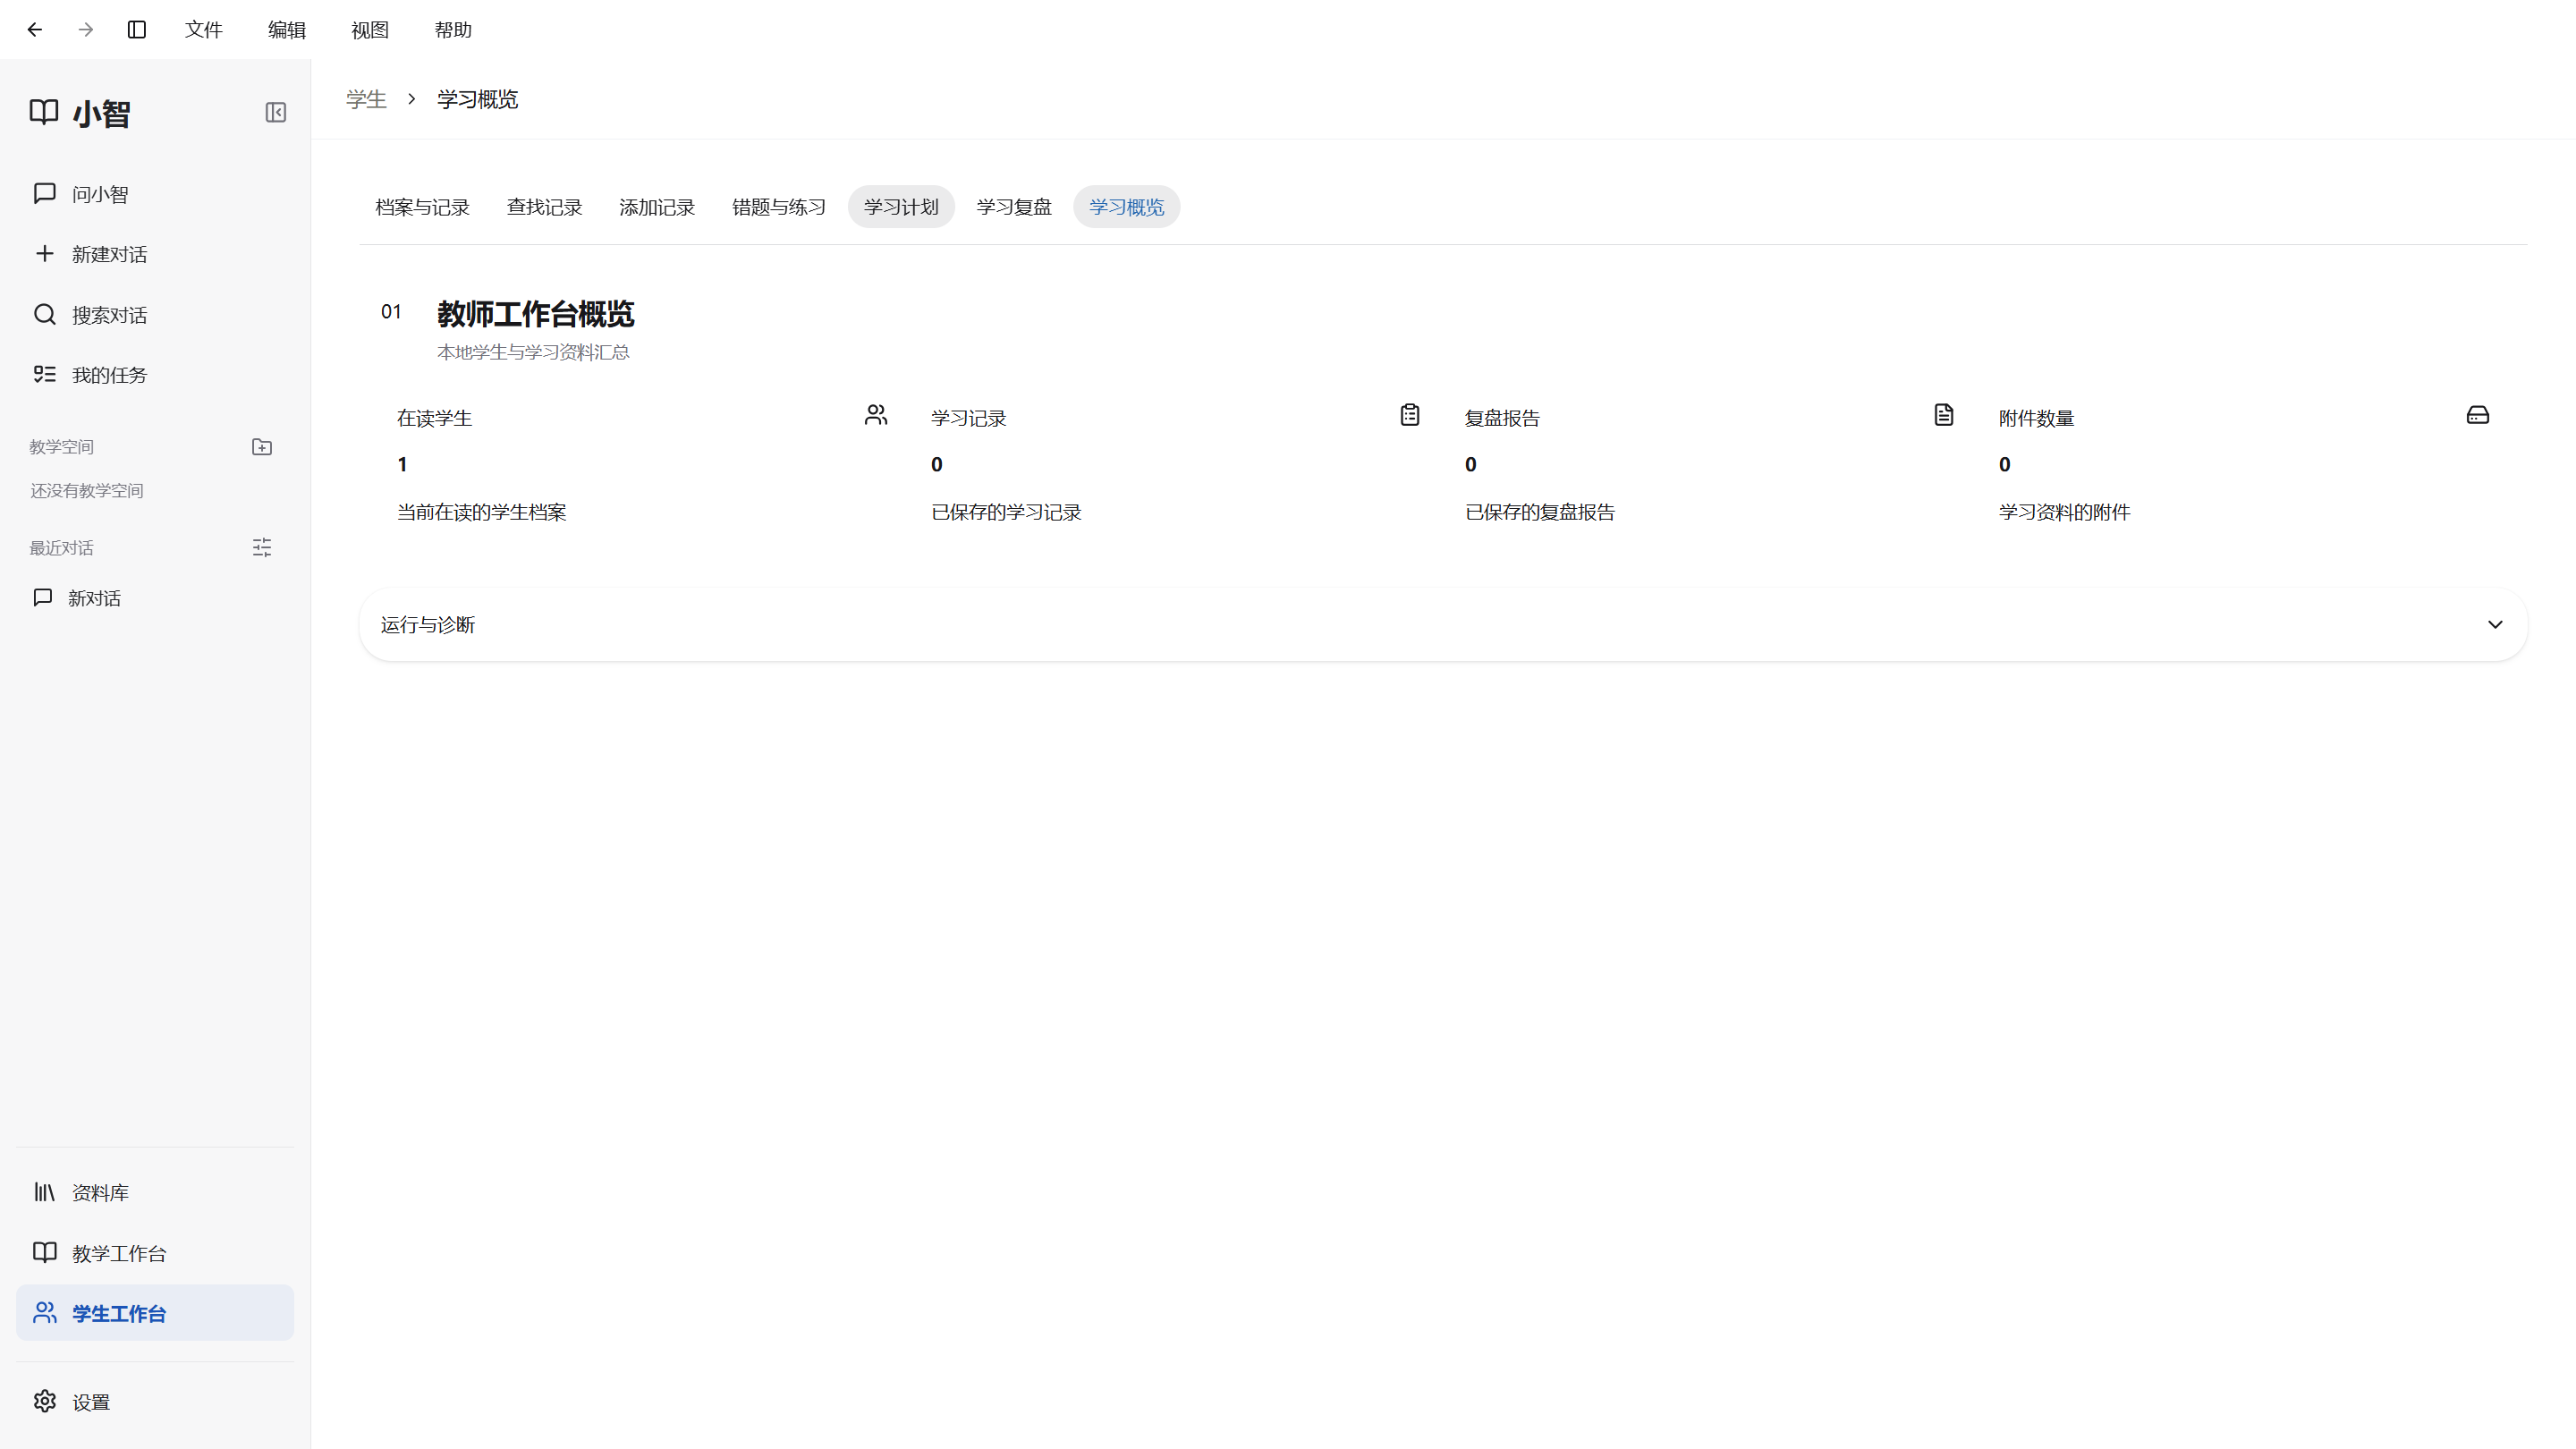 文件 编辑 视图 帮助
小智
问小智
新建对话
搜索对话
我的任务
教学空间
还没有教学空间
最近对话
新对话
资料库
教学工作台
学生工作台
设置
学生 > 学习概览
档案与记录 查找记录 添加记录 错题与练习 学习计划 学习复盘 学习概览
01 教师工作台概览
本地学生与学习资料汇总
在读学生
1
当前在读的学生档案
学习记录
0
已保存的学习记录
复盘报告
0
已保存的复盘报告
附件数量
0
学习资料的附件
运行与诊断